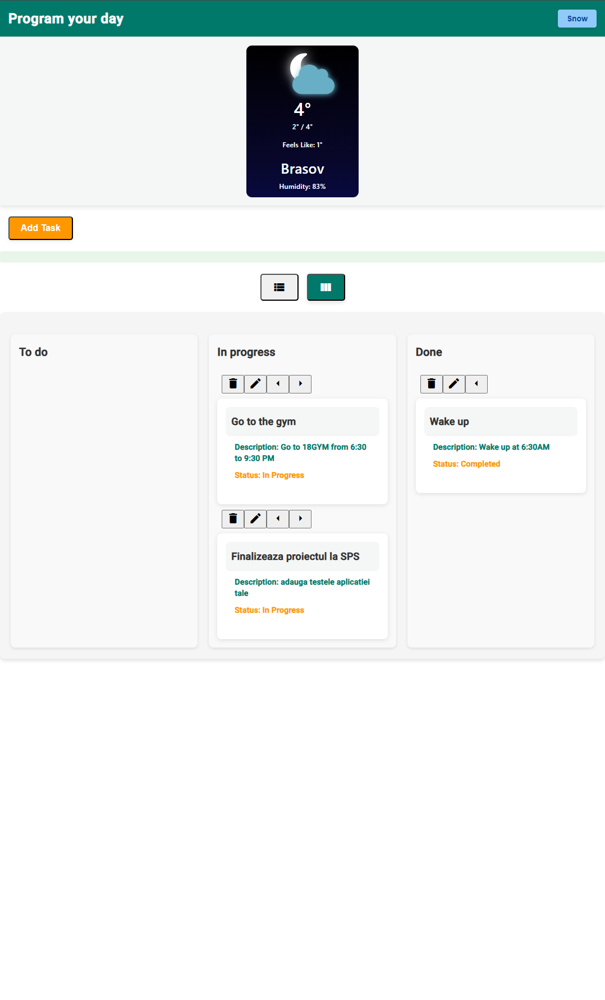 Program your day
Snow
4°
2° / 4°
Feels Like: 1°
Brasov
Humidity: 83%
Add Task
To do
In progress
Go to the gym
Description: Go to 18GYM from 6:30
to 9:30 PM
Status: In Progress
Finalizeaza proiectul la SPS
Description: adauga testele aplicatiei
tale
Status: In Progress
Done
Wake up
Description: Wake up at 6:30AM
Status: Completed